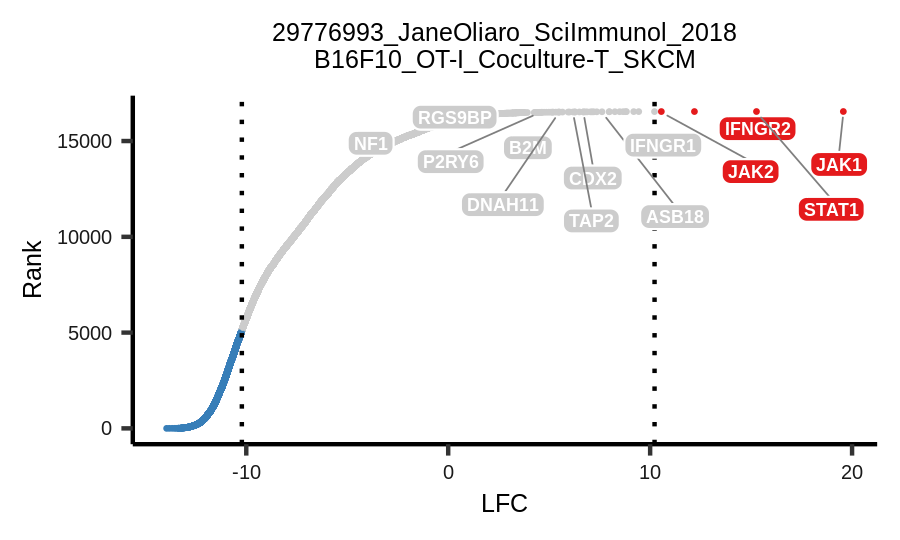 29776993_JaneOliaro_SciImmunol_2018
B16F10_OT-I_Coculture-T_SKCM
RGS9BP
IFNGR2
NF1
B2M
IFNGR1
P2RY6
JAK1
JAK2
CDX2
DNAH11
STAT1
TAP2
ASB18
15000
10000
5000
0
Rank
-10
0
10
20
LFC